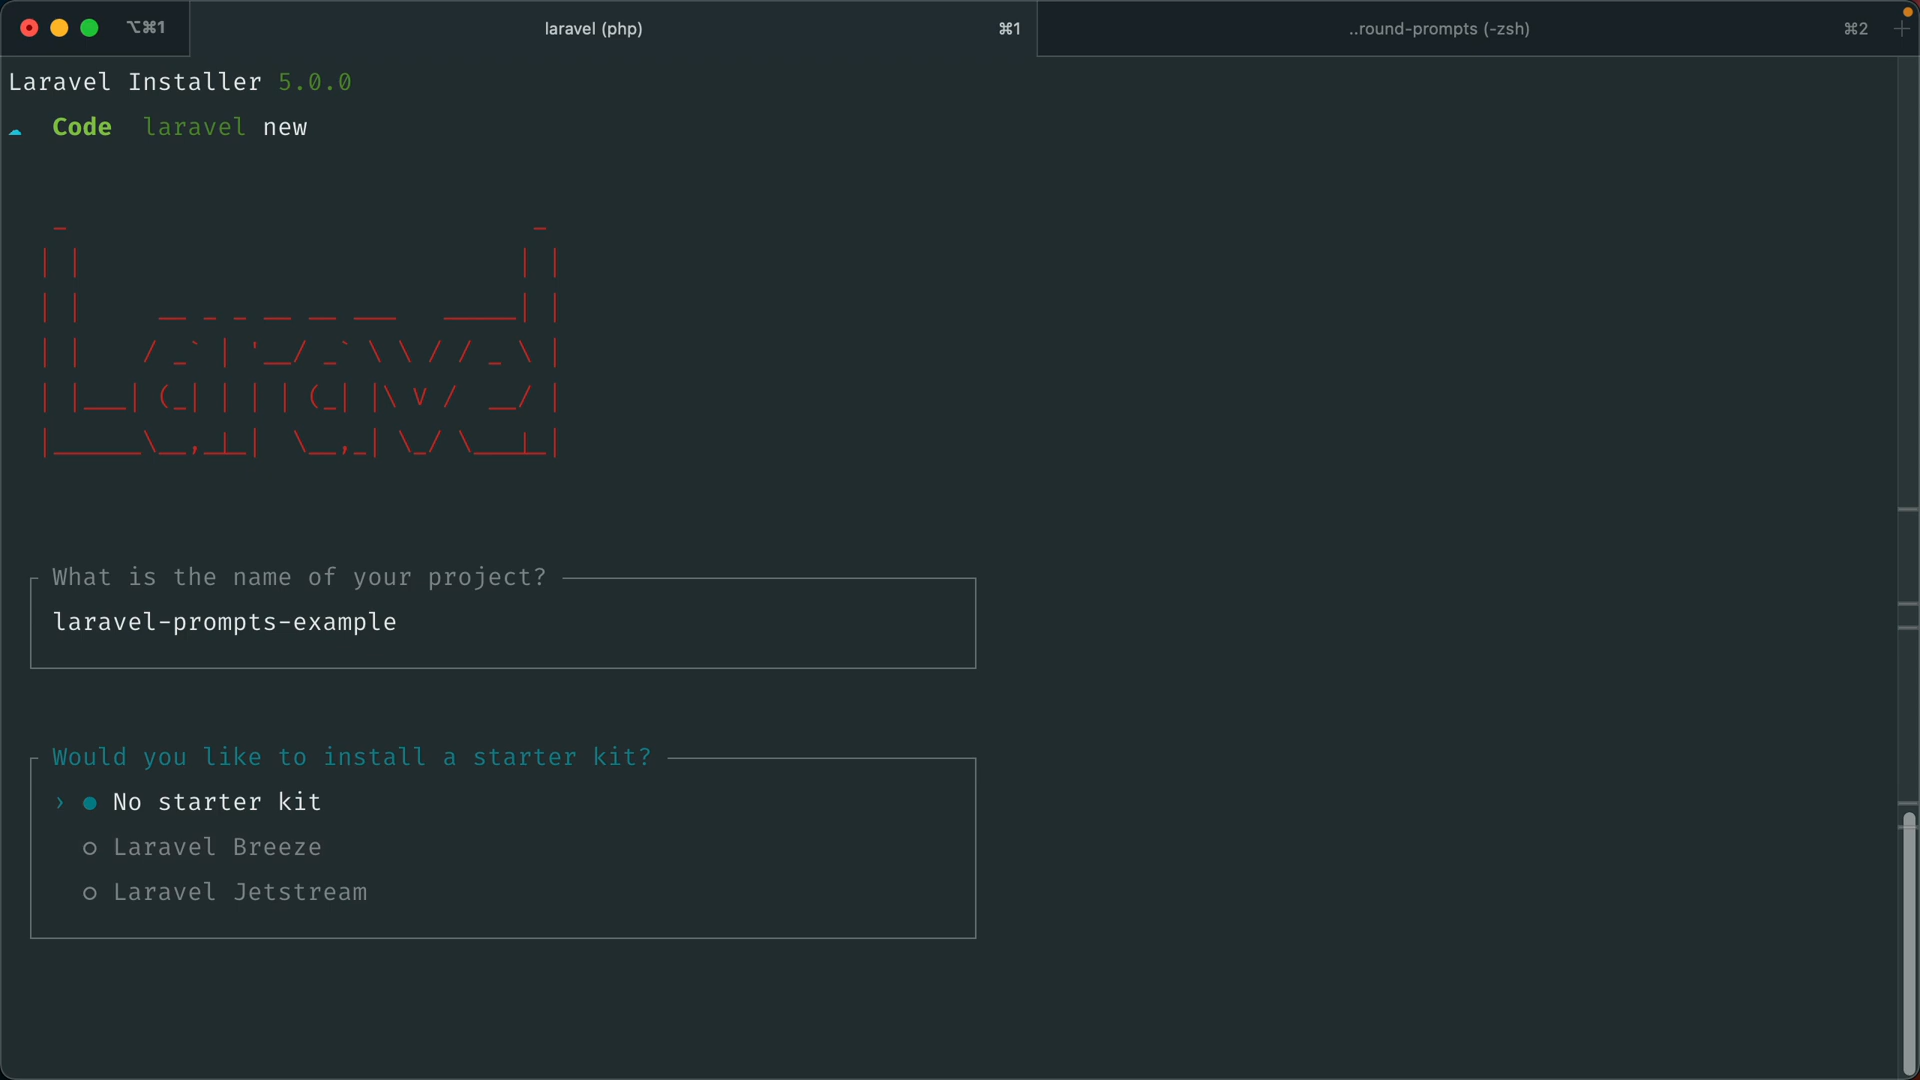 ⌥⌘1
laravel (php) ⌘1
..round-prompts (-zsh) ⌘2
Laravel Installer 5.0.0
Code laravel new
Laravel
What is the name of your project?
laravel-prompts-example
Would you like to install a starter kit?
› ● No starter kit
○ Laravel Breeze
○ Laravel Jetstream